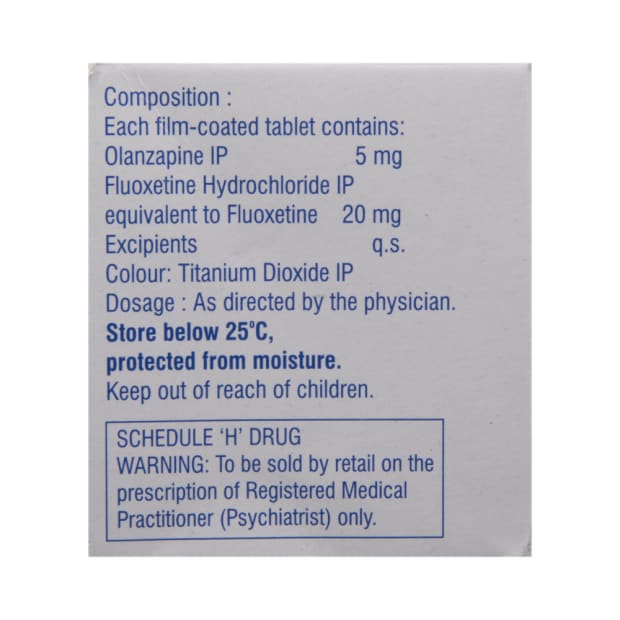 Composition :
Each film-coated tablet contains:
Olanzapine IP 5 mg
Fluoxetine Hydrochloride IP
equivalent to Fluoxetine 20 mg
Excipients q.s.
Colour: Titanium Dioxide IP
Dosage : As directed by the physician.
Store below 25°C,
protected from moisture.
Keep out of reach of children.
SCHEDULE 'H' DRUG
WARNING: To be sold by retail on the
prescription of Registered Medical
Practitioner (Psychiatrist) only.